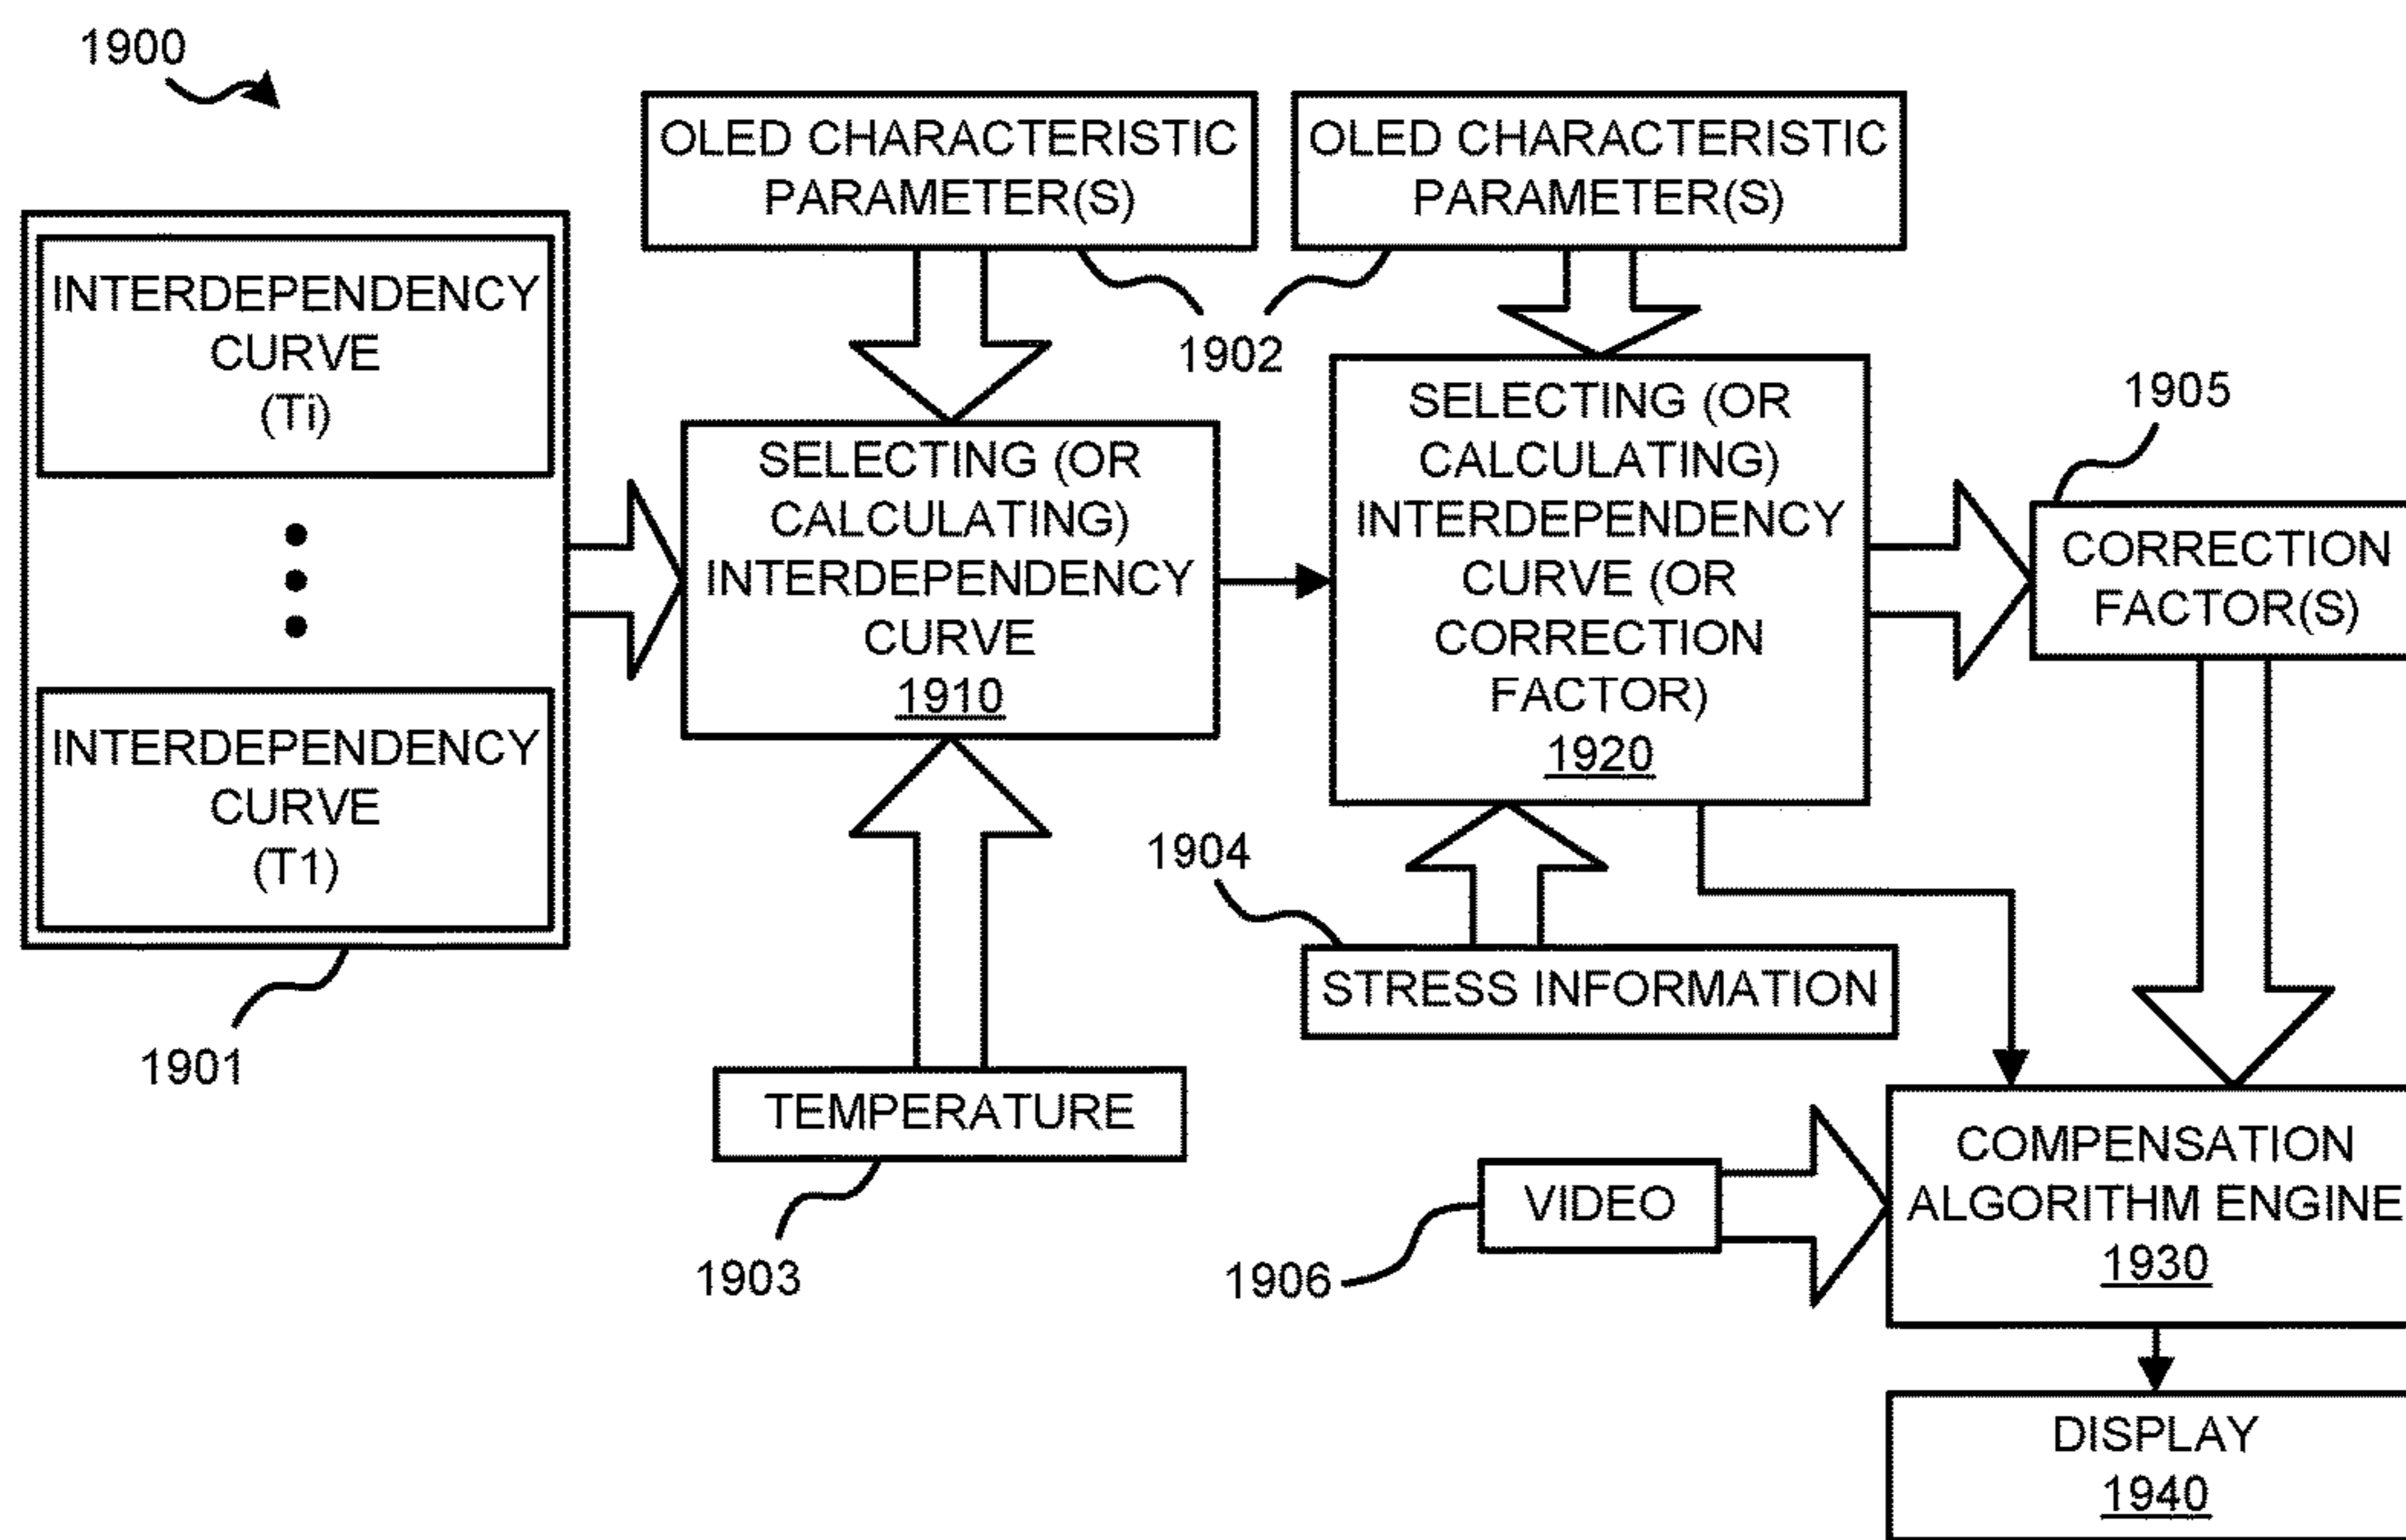 1900
OLED CHARACTERISTIC
PARAMETER(S)
OLED CHARACTERISTIC
PARAMETER(S)
1902
INTERDEPENDENCY
CURVE
(Ti)
INTERDEPENDENCY
CURVE
(T1)
1901
SELECTING (OR
CALCULATING)
INTERDEPENDENCY
CURVE
1910
SELECTING (OR
CALCULATING)
INTERDEPENDENCY
CURVE (OR
CORRECTION
FACTOR)
1920
1905
CORRECTION
FACTOR(S)
1904
STRESS INFORMATION
TEMPERATURE
1903
VIDEO
1906
COMPENSATION
ALGORITHM ENGINE
1930
DISPLAY
1940